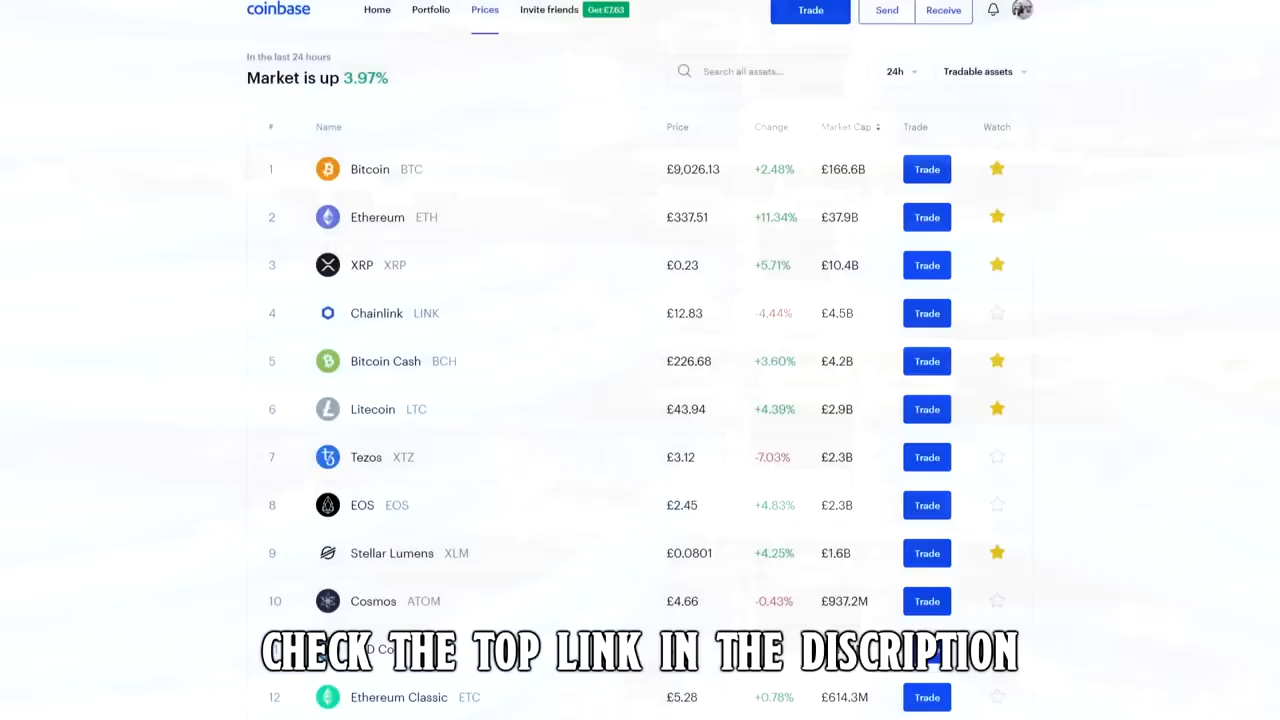 coinbase Home Portfolio Prices Invite friends Get £7.63 Trade Send Receive
In the last 24 hours
Market is up 3.97% Search all assets... 24h Tradable assets
# Name Price Change Market Cap Trade Watch
1 Bitcoin BTC £9,026.13 +2.48% £166.6B Trade
2 Ethereum ETH £337.51 +11.34% £37.9B Trade
3 XRP XRP £0.23 +5.71% £10.4B Trade
4 Chainlink LINK £12.83 -4.44% £4.5B Trade
5 Bitcoin Cash BCH £226.68 +3.60% £4.2B Trade
6 Litecoin LTC £43.94 +4.39% £2.9B Trade
7 Tezos XTZ £3.12 -7.03% £2.3B Trade
8 EOS EOS £2.45 +4.83% £2.3B Trade
9 Stellar Lumens XLM £0.0801 +4.25% £1.6B Trade
10 Cosmos ATOM £4.66 -0.43% £937.2M Trade
CHECK THE TOP LINK IN THE DISCRIPTION
12 Ethereum Classic ETC £5.28 +0.78% £614.3M Trade